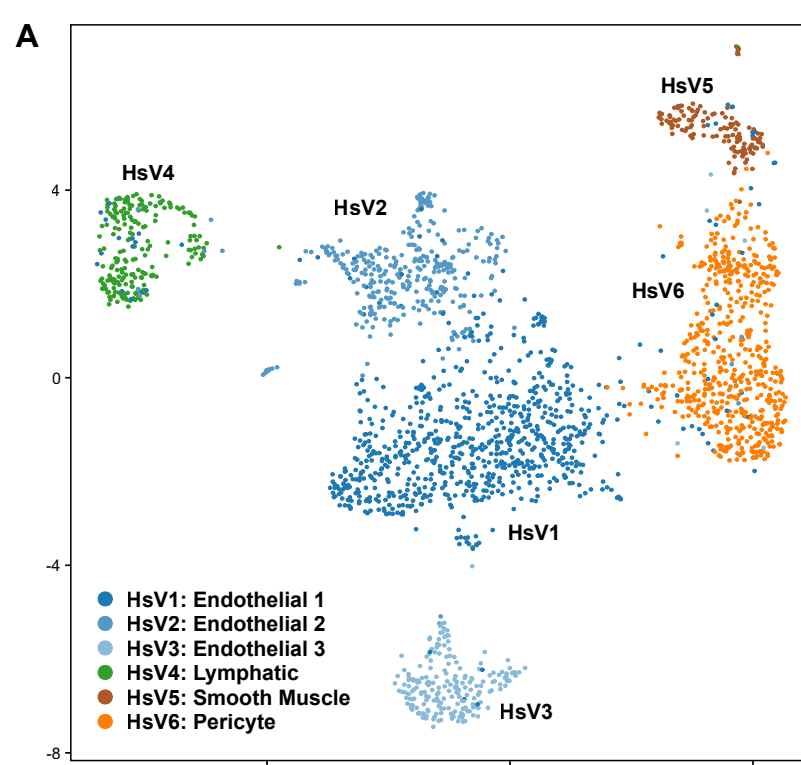 A
HsV5
HsV4
4
HsV2
HsV6
0
HsV1
-4
HsV1: Endothelial 1
HsV2: Endothelial 2
HsV3: Endothelial 3
HsV4: Lymphatic
HsV5: Smooth Muscle
HsV6: Pericyte
HsV3
-8